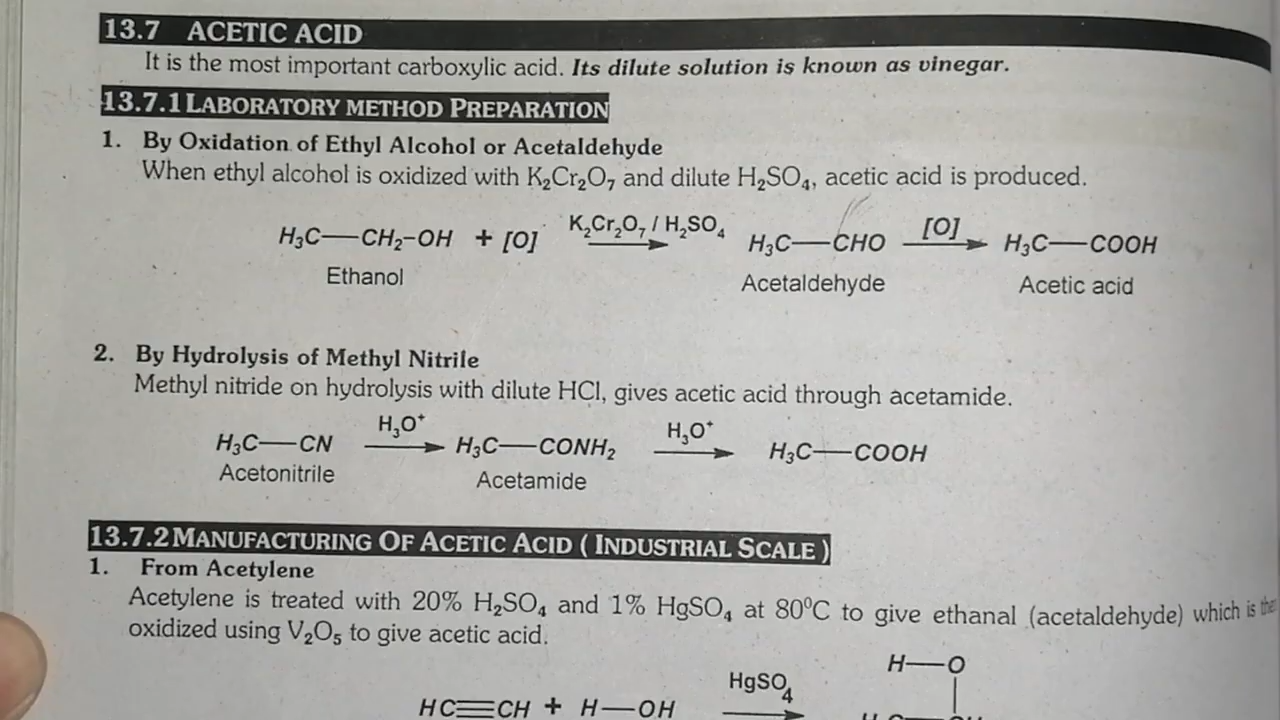 13.7 ACETIC ACID
It is the most important carboxylic acid. Its dilute solution is known as vinegar.
13.7.1 LABORATORY METHOD PREPARATION
1. By Oxidation of Ethyl Alcohol or Acetaldehyde
When ethyl alcohol is oxidized with K₂Cr₂O₇ and dilute H₂SO₄, acetic acid is produced.
H₃C—CH₂–OH + [O] K₂Cr₂O₇ / H₂SO₄ H₃C—CHO [O] H₃C—COOH
Ethanol Acetaldehyde Acetic acid
2. By Hydrolysis of Methyl Nitrile
Methyl nitride on hydrolysis with dilute HCl, gives acetic acid through acetamide.
H₃C—CN H₃O⁺ H₃C—CONH₂ H₃O⁺ H₃C—COOH
Acetonitrile Acetamide
13.7.2 MANUFACTURING OF ACETIC ACID ( INDUSTRIAL SCALE )
1. From Acetylene
Acetylene is treated with 20% H₂SO₄ and 1% HgSO₄ at 80⁰C to give ethanal (acetaldehyde) which is
oxidized using V₂O₅ to give acetic acid.
H—O
HC≡CH + H—OH HgSO₄